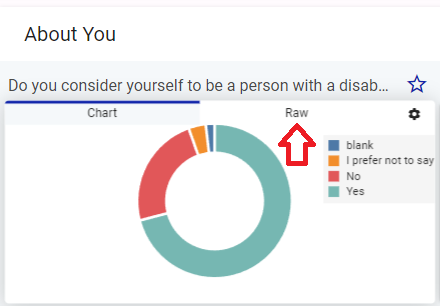 About You
Do you consider yourself to be a person with a disab...
Chart
Raw
blank
I prefer not to say
No
Yes